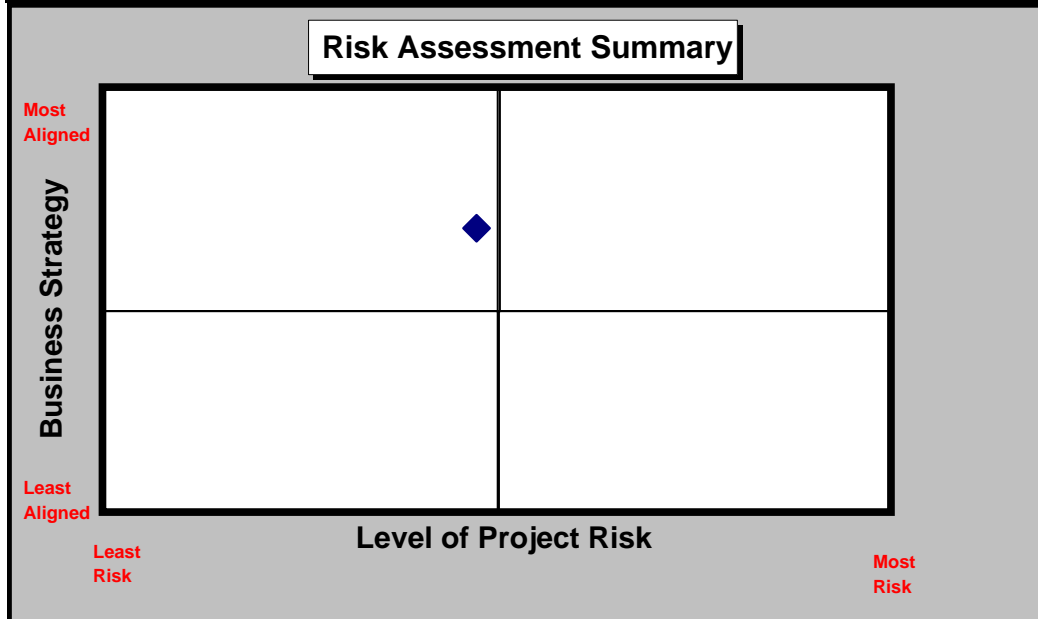 Risk Assessment Summary
Most
Aligned
Business Strategy
Least
Aligned
Level of Project Risk
Least
Risk
Most
Risk